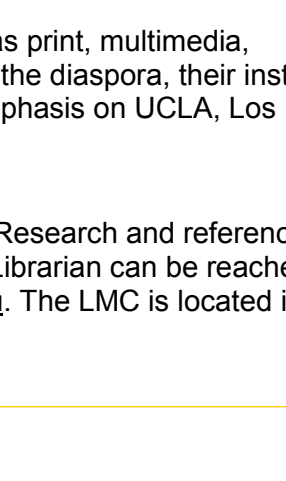 as print, multimedia,
the diaspora, their inst
phasis on UCLA, Los
Research and referenc
Librarian can be reache
. The LMC is located i